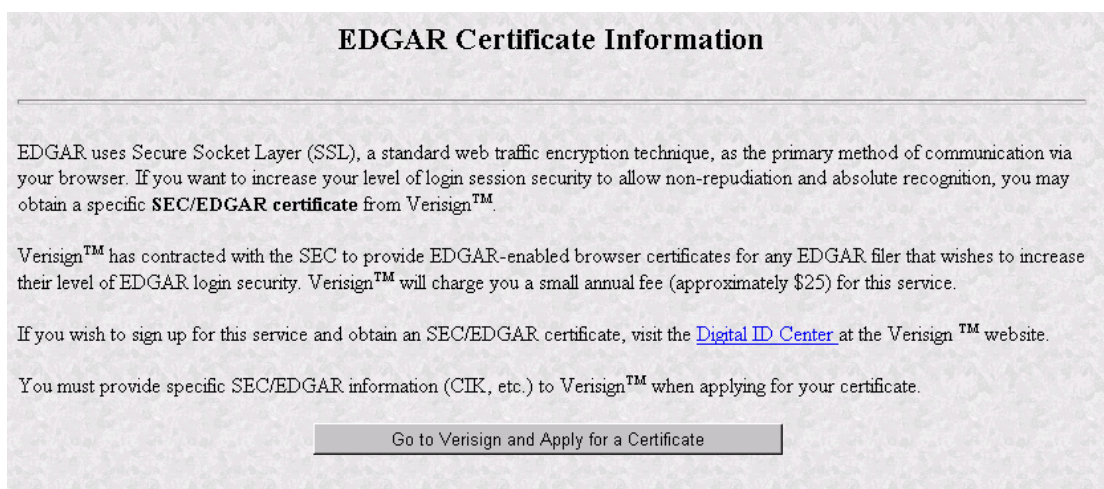 EDGAR Certificate Information
EDGAR uses Secure Socket Layer (SSL), a standard web traffic encryption technique, as the primary method of communication via
your browser. If you want to increase your level of login session security to allow non-repudiation and absolute recognition, you may
obtain a specific SEC/EDGAR certificate from Verisign™.
Verisign™ has contracted with the SEC to provide EDGAR-enabled browser certificates for any EDGAR filer that wishes to increase
their level of EDGAR login security. Verisign™ will charge you a small annual fee (approximately $25) for this service.
If you wish to sign up for this service and obtain an SEC/EDGAR certificate, visit the Digital ID Center at the Verisign ™ website.
You must provide specific SEC/EDGAR information (CIK, etc.) to Verisign™ when applying for your certificate.
Go to Verisign and Apply for a Certificate